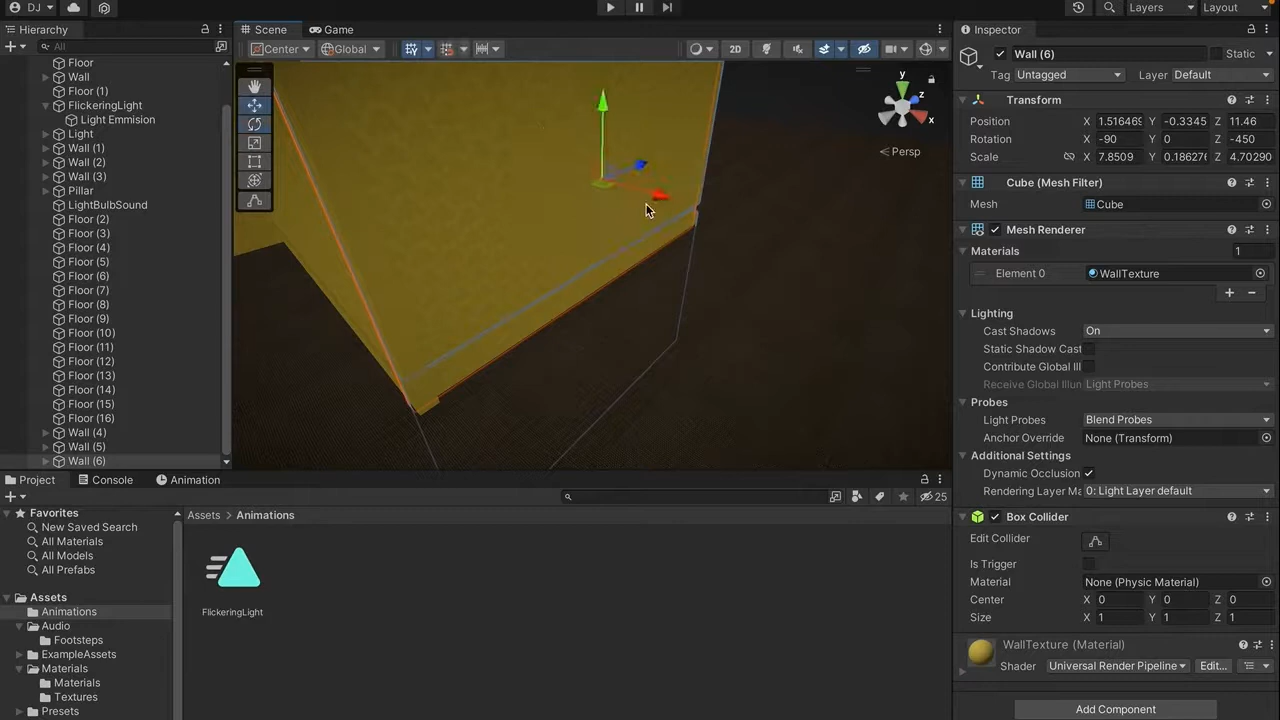 DJ
Layers
Layout
Hierarchy
All
Floor
Wall
Floor (1)
FlickeringLight
Light Emmision
Light
Wall (1)
Wall (2)
Wall (3)
Pillar
LightBulbSound
Floor (2)
Floor (3)
Floor (4)
Floor (5)
Floor (6)
Floor (7)
Floor (8)
Floor (9)
Floor (10)
Floor (11)
Floor (12)
Floor (13)
Floor (14)
Floor (15)
Floor (16)
Wall (4)
Wall (5)
Wall (6)
Scene
Game
Center
Global
2D
y
z
x
< Persp
Inspector
Wall (6)
Static
Tag Untagged
Layer Default
Transform
Position X 1.516469 Y -0.3345 Z 11.46
Rotation X -90 Y 0 Z -450
Scale X 7.8509 Y 0.18627 Z 4.70290
Cube (Mesh Filter)
Mesh Cube
Mesh Renderer
Materials 1
Element 0 WallTexture
Lighting
Cast Shadows On
Static Shadow Cast
Contribute Global Ill
Receive Global Illun Light Probes
Probes
Light Probes Blend Probes
Anchor Override None (Transform)
Additional Settings
Dynamic Occlusion
Rendering Layer Ma 0: Light Layer default
Box Collider
Edit Collider
Is Trigger
Material None (Physic Material)
Center X 0 Y 0 Z 0
Size X 1 Y 1 Z 1
WallTexture (Material)
Shader Universal Render Pipeline Edit...
Add Component
Project
Console
Animation
25
Favorites
New Saved Search
All Materials
All Models
All Prefabs
Assets
Animations
Audio
Footsteps
ExampleAssets
Materials
Materials
Textures
Presets
Assets > Animations
FlickeringLight